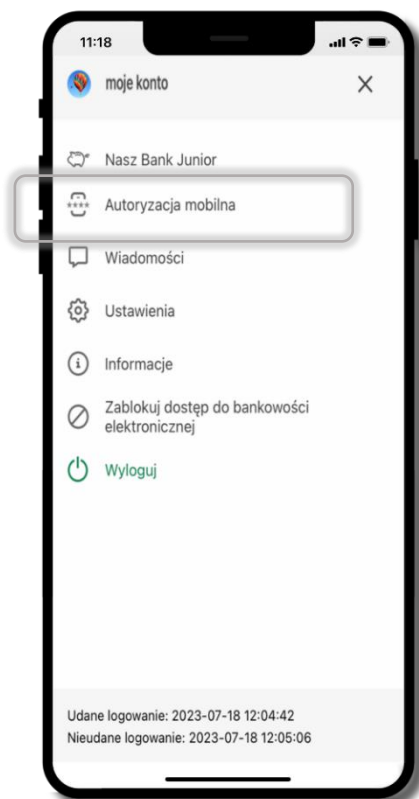 11:18
moje konto
Nasz Bank Junior
Autoryzacja mobilna
Wiadomości
Ustawienia
Informacje
Zablokuj dostęp do bankowości
elektronicznej
Wyloguj
Udane logowanie: 2023-07-18 12:04:42
Nieudane logowanie: 2023-07-18 12:05:06